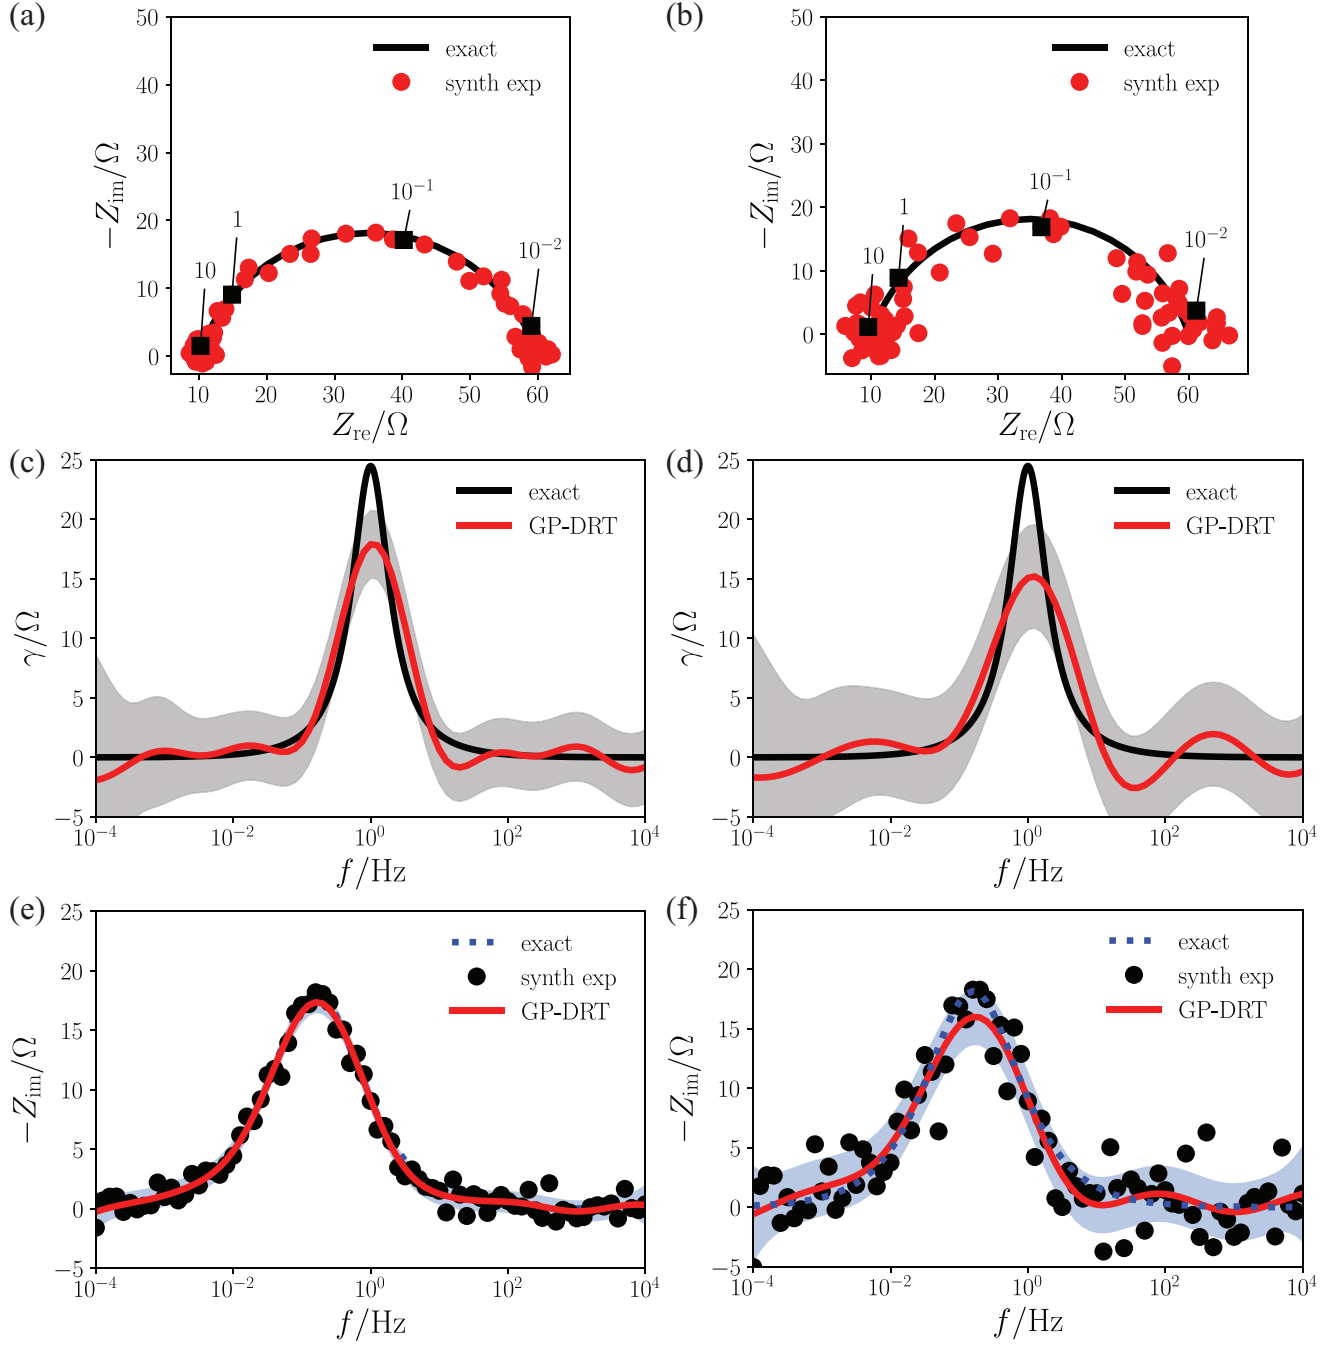 (a)
50
40
30
20
10
0
−Z_im/Ω
exact
synth exp
10
1
10^−1
10^−2
10 20 30 40 50 60
Z_re/Ω
(b)
50
40
30
20
10
0
−Z_im/Ω
exact
synth exp
10
1
10^−1
10^−2
10 20 30 40 50 60
Z_re/Ω
(c)
25
20
15
10
5
0
−5
γ/Ω
exact
GP-DRT
10^−4 10^−2 10^0 10^2 10^4
f/Hz
(d)
25
20
15
10
5
0
−5
γ/Ω
exact
GP-DRT
10^−4 10^−2 10^0 10^2 10^4
f/Hz
(e)
25
20
15
10
5
0
−5
−Z_im/Ω
exact
synth exp
GP-DRT
10^−4 10^−2 10^0 10^2 10^4
f/Hz
(f)
25
20
15
10
5
0
−5
−Z_im/Ω
exact
synth exp
GP-DRT
10^−4 10^−2 10^0 10^2 10^4
f/Hz